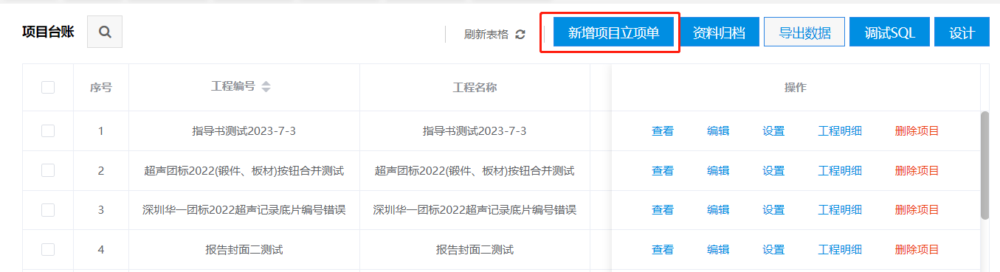 项目台账 刷新表格 新增项目立项单 资料归档 导出数据 调试SQL 设计
序号 工程编号 工程名称 操作
1 指导书测试2023-7-3 指导书测试2023-7-3 查看 编辑 设置 工程明细 删除项目
2 超声团标2022(锻件、板材)按钮合并测试 超声团标2022(锻件、板材)按钮合并测试 查看 编辑 设置 工程明细 删除项目
3 深圳华一团标2022超声记录底片编号错误 深圳华一团标2022超声记录底片编号错误 查看 编辑 设置 工程明细 删除项目
4 报告封面二测试 报告封面二测试 查看 编辑 设置 工程明细 删除项目